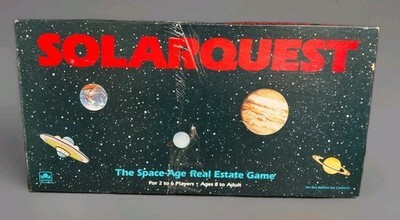 SOLARQUEST
The Space-Age Real Estate Game
For 2 to 6 Players • Ages 8 to Adult